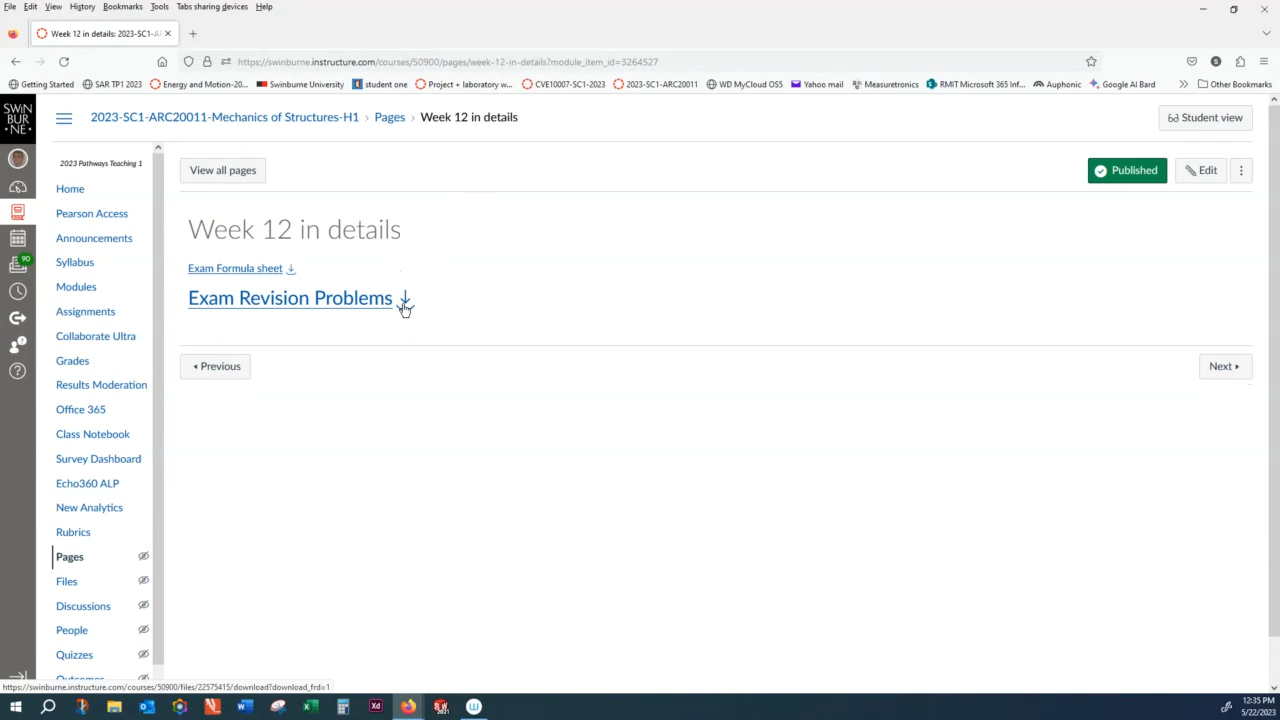 File Edit View History Bookmarks Tools Tabs sharing devices Help
Week 12 in details: 2023-SC1-A
https://swinburne.instructure.com/courses/50900/pages/week-12-in-details?module_item_id=3264527
Getting Started SAR TP1 2023 Energy and Motion-20... Swinburne University student one Project + laboratory w... CVE10007-SC1-2023 2023-SC1-ARC20011 WD MyCloud OS5 Yahoo mail Measuretronics RMIT Microsoft 365 Inf... Auphonic Google AI Bard Other Bookmarks
SWIN
BUR
NE
2023-SC1-ARC20011-Mechanics of Structures-H1 › Pages › Week 12 in details
Student view
2023 Pathways Teaching 1
View all pages
Published
Edit
Home
Pearson Access
Announcements
Syllabus
Modules
Assignments
Collaborate Ultra
Grades
Results Moderation
Office 365
Class Notebook
Survey Dashboard
Echo360 ALP
New Analytics
Rubrics
Pages
Files
Discussions
People
Quizzes
Outcomes
90
Week 12 in details
Exam Formula sheet
Exam Revision Problems
Previous
Next
https://swinburne.instructure.com/courses/50900/files/22575415/download?download_frd=1
12:35 PM
5/22/2023